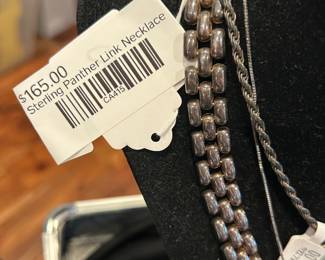 $165.00
Sterling Panther Link Necklace
CA415